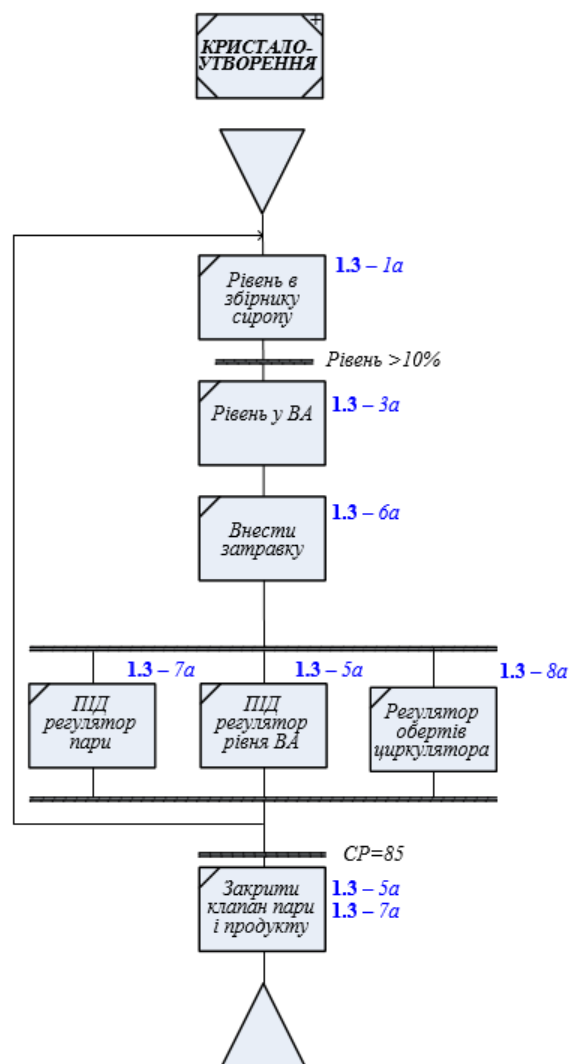 +
КРИСТАЛО-
УТВОРЕННЯ
Рівень в
збірнику
сиропу
1.3 – 1а
Рівень >10%
Рівень у ВА
1.3 – 3а
Внести
затравку
1.3 – 6а
1.3 – 7а
1.3 – 5а
1.3 – 8а
ПІД
регулятор
пари
ПІД
регулятор
рівня ВА
Регулятор
обертів
циркулятора
СР=85
Закрити
клапан пари
і продукту
1.3 – 5а
1.3 – 7а